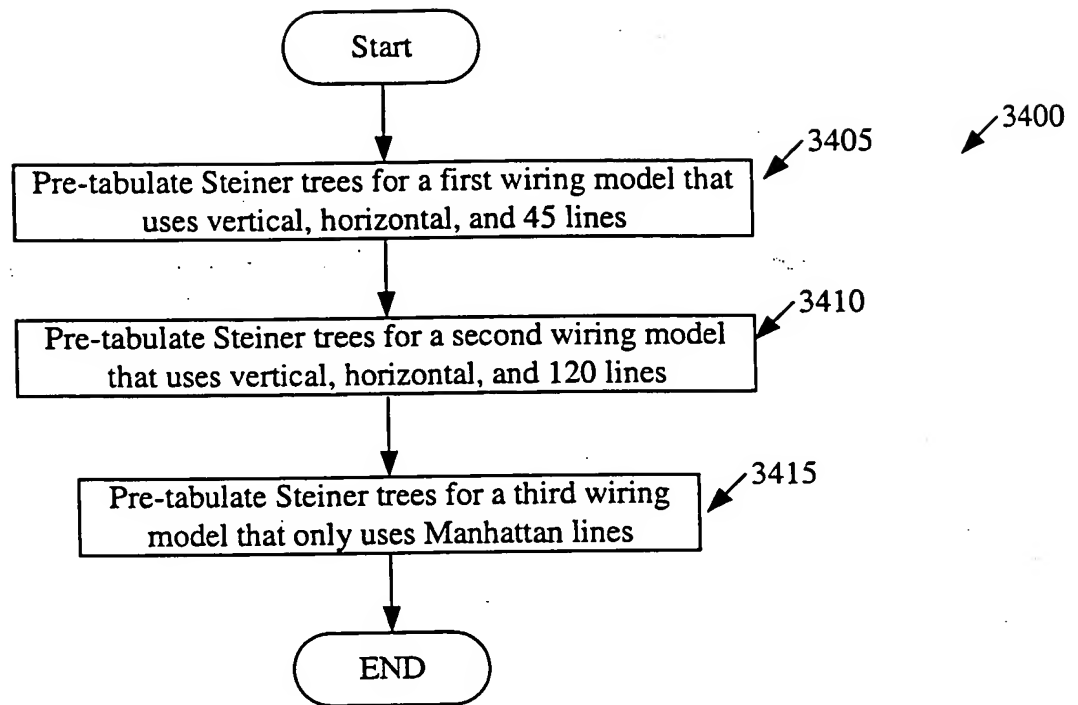 Start
3400
3405
Pre-tabulate Steiner trees for a first wiring model that
uses vertical, horizontal, and 45 lines
3410
Pre-tabulate Steiner trees for a second wiring model
that uses vertical, horizontal, and 120 lines
3415
Pre-tabulate Steiner trees for a third wiring
model that only uses Manhattan lines
END